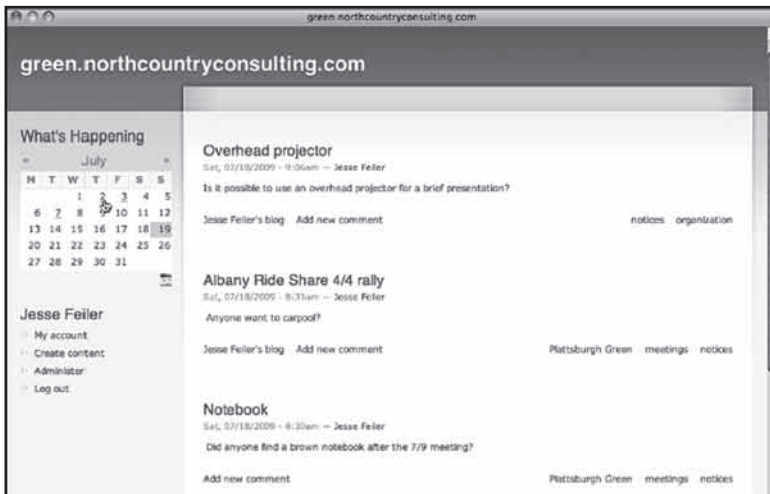 green.northcountryconsulting.com
green.northcountryconsulting.com
What's Happening
« July »
M T W T F S S
1 2 3 4 5
6 7 8 9 10 11 12
13 14 15 16 17 18 19
20 21 22 23 24 25 26
27 28 29 30 31
Jesse Feiler
My account
Create content
Administer
Log out
Overhead projector
Sat, 07/18/2009 - 9:06am — Jesse Feiler
Is it possible to use an overhead projector for a brief presentation?
Jesse Feiler's blog Add new comment notices organization
Albany Ride Share 4/4 rally
Sat, 07/18/2009 - 8:33am — Jesse Feiler
Anyone want to carpool?
Jesse Feiler's blog Add new comment Plattsburgh Green meetings notices
Notebook
Sat, 07/18/2009 - 8:30am — Jesse Feiler
Did anyone find a brown notebook after the 7/9 meeting?
Add new comment Plattsburgh Green meetings notices